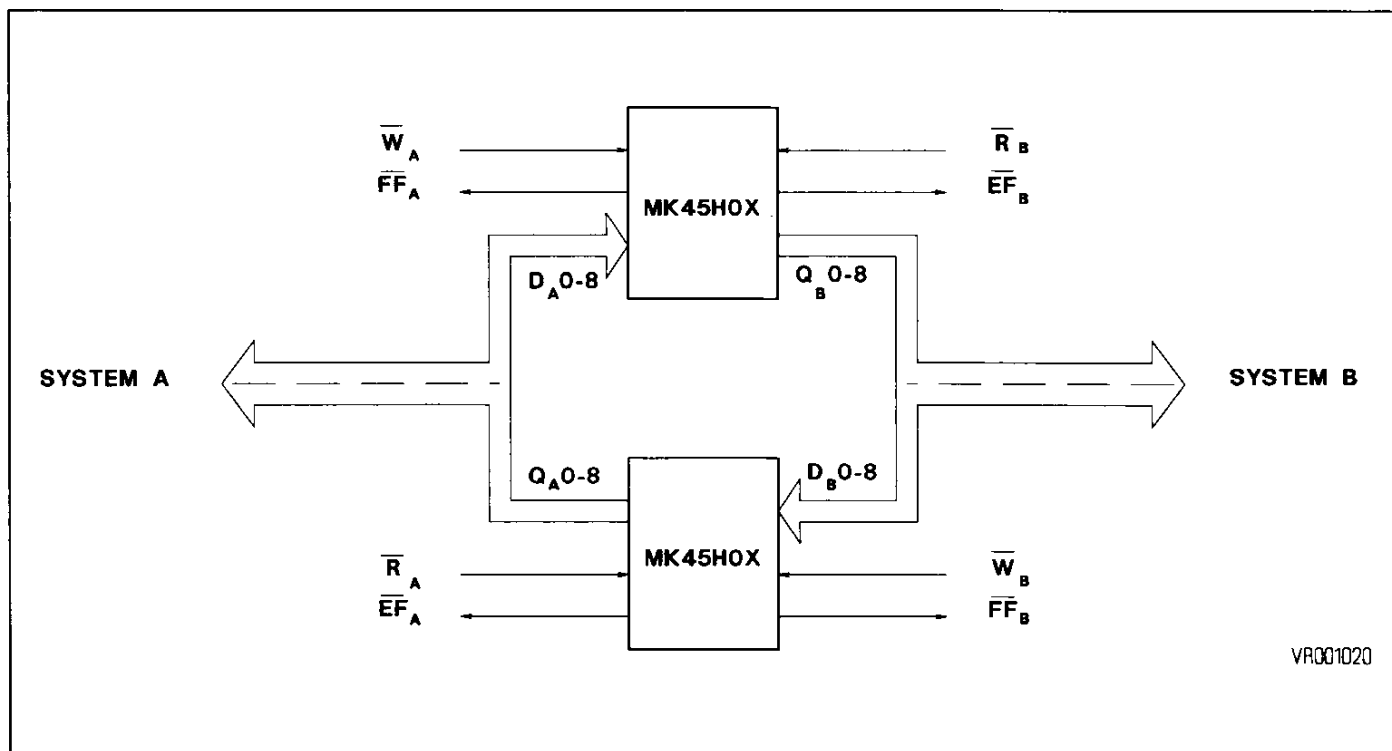 W̅A R̅B
F̅F̅A E̅F̅B
MK45H0X
DA0-8 QB0-8
SYSTEM A SYSTEM B
QA0-8 DB0-8
MK45H0X
R̅A W̅B
E̅F̅A F̅F̅B
VR001020